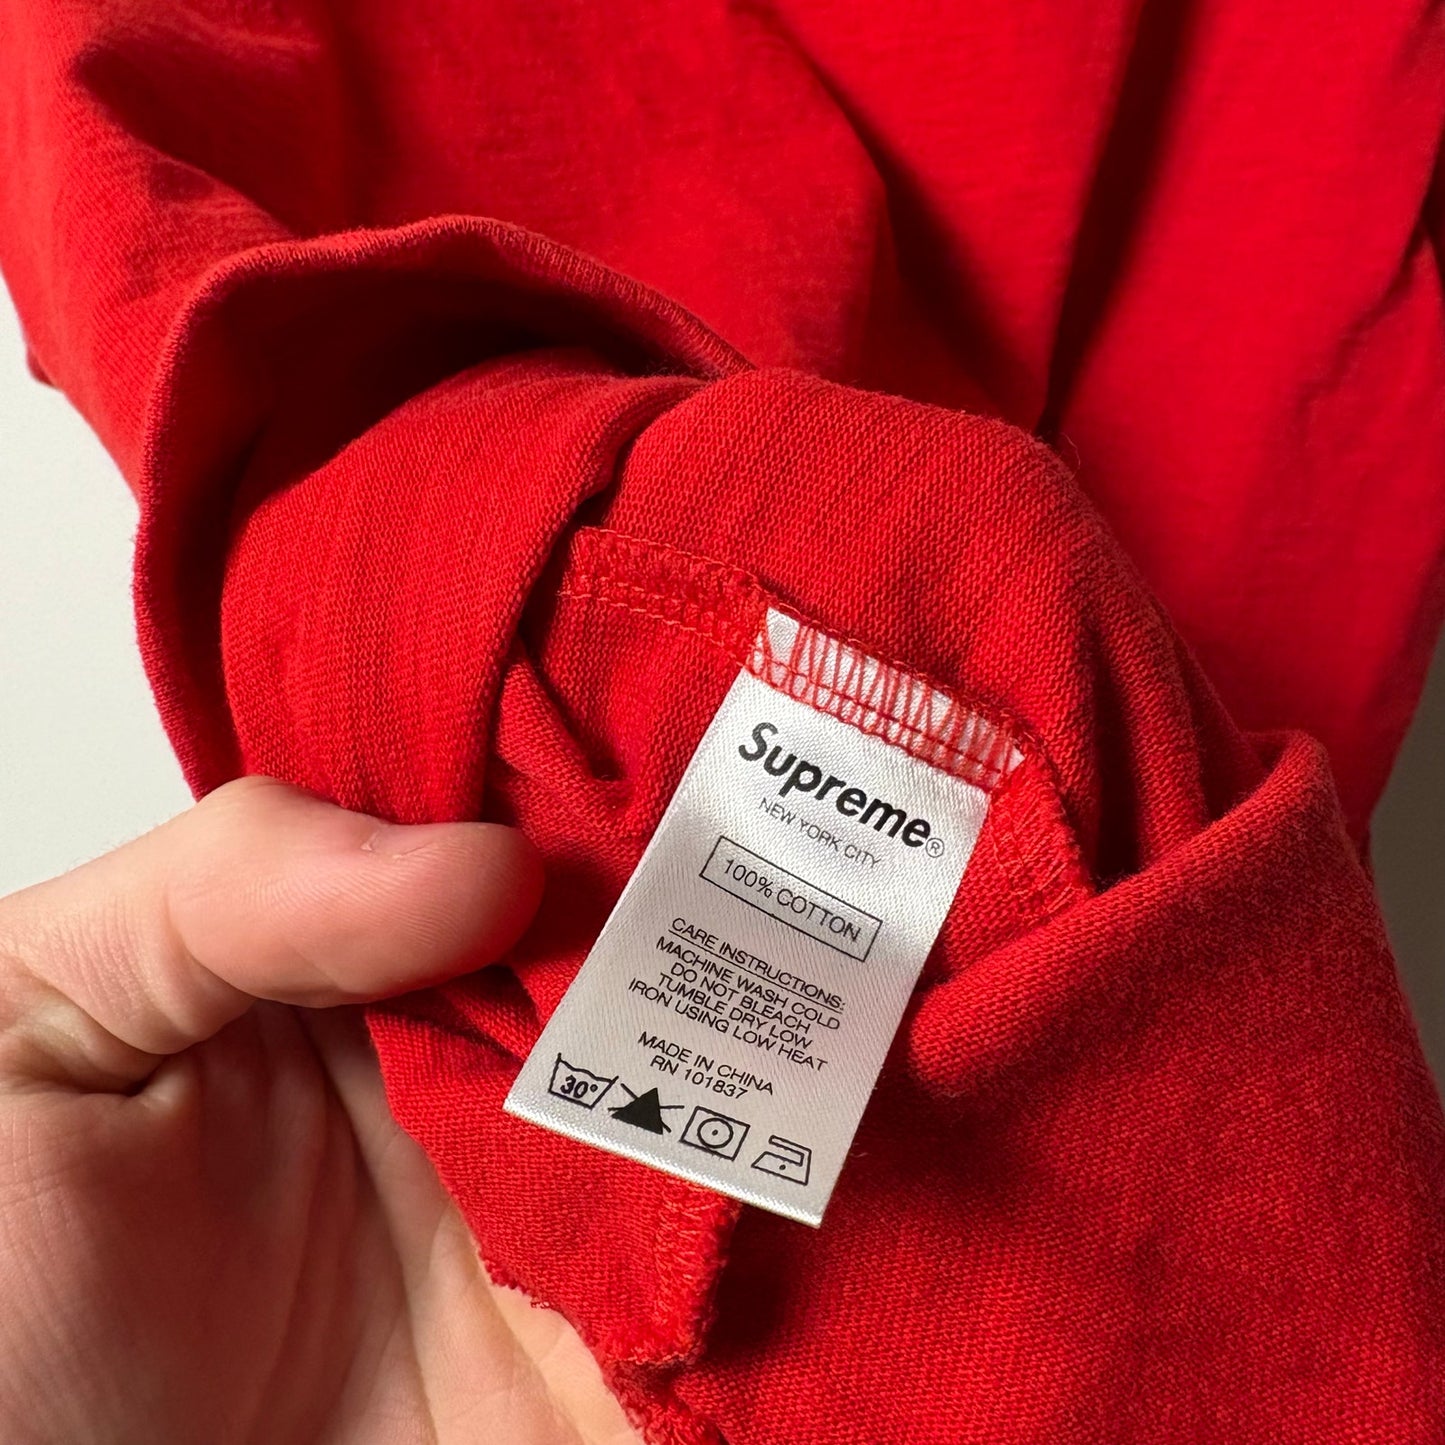 Supreme®
NEW YORK CITY
100% COTTON
CARE INSTRUCTIONS:
MACHINE WASH COLD
DO NOT BLEACH
TUMBLE DRY LOW
IRON USING LOW HEAT
MADE IN CHINA
RN 101837
30°